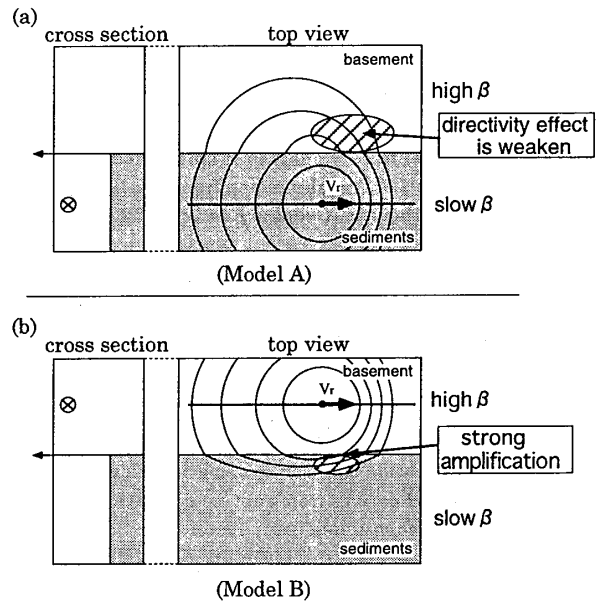 (a)
cross section
top view
basement
high β
directivity effect
is weaken
Vr
slow β
sediments
(Model A)
(b)
cross section
top view
basement
Vr
high β
strong
amplification
slow β
sediments
(Model B)